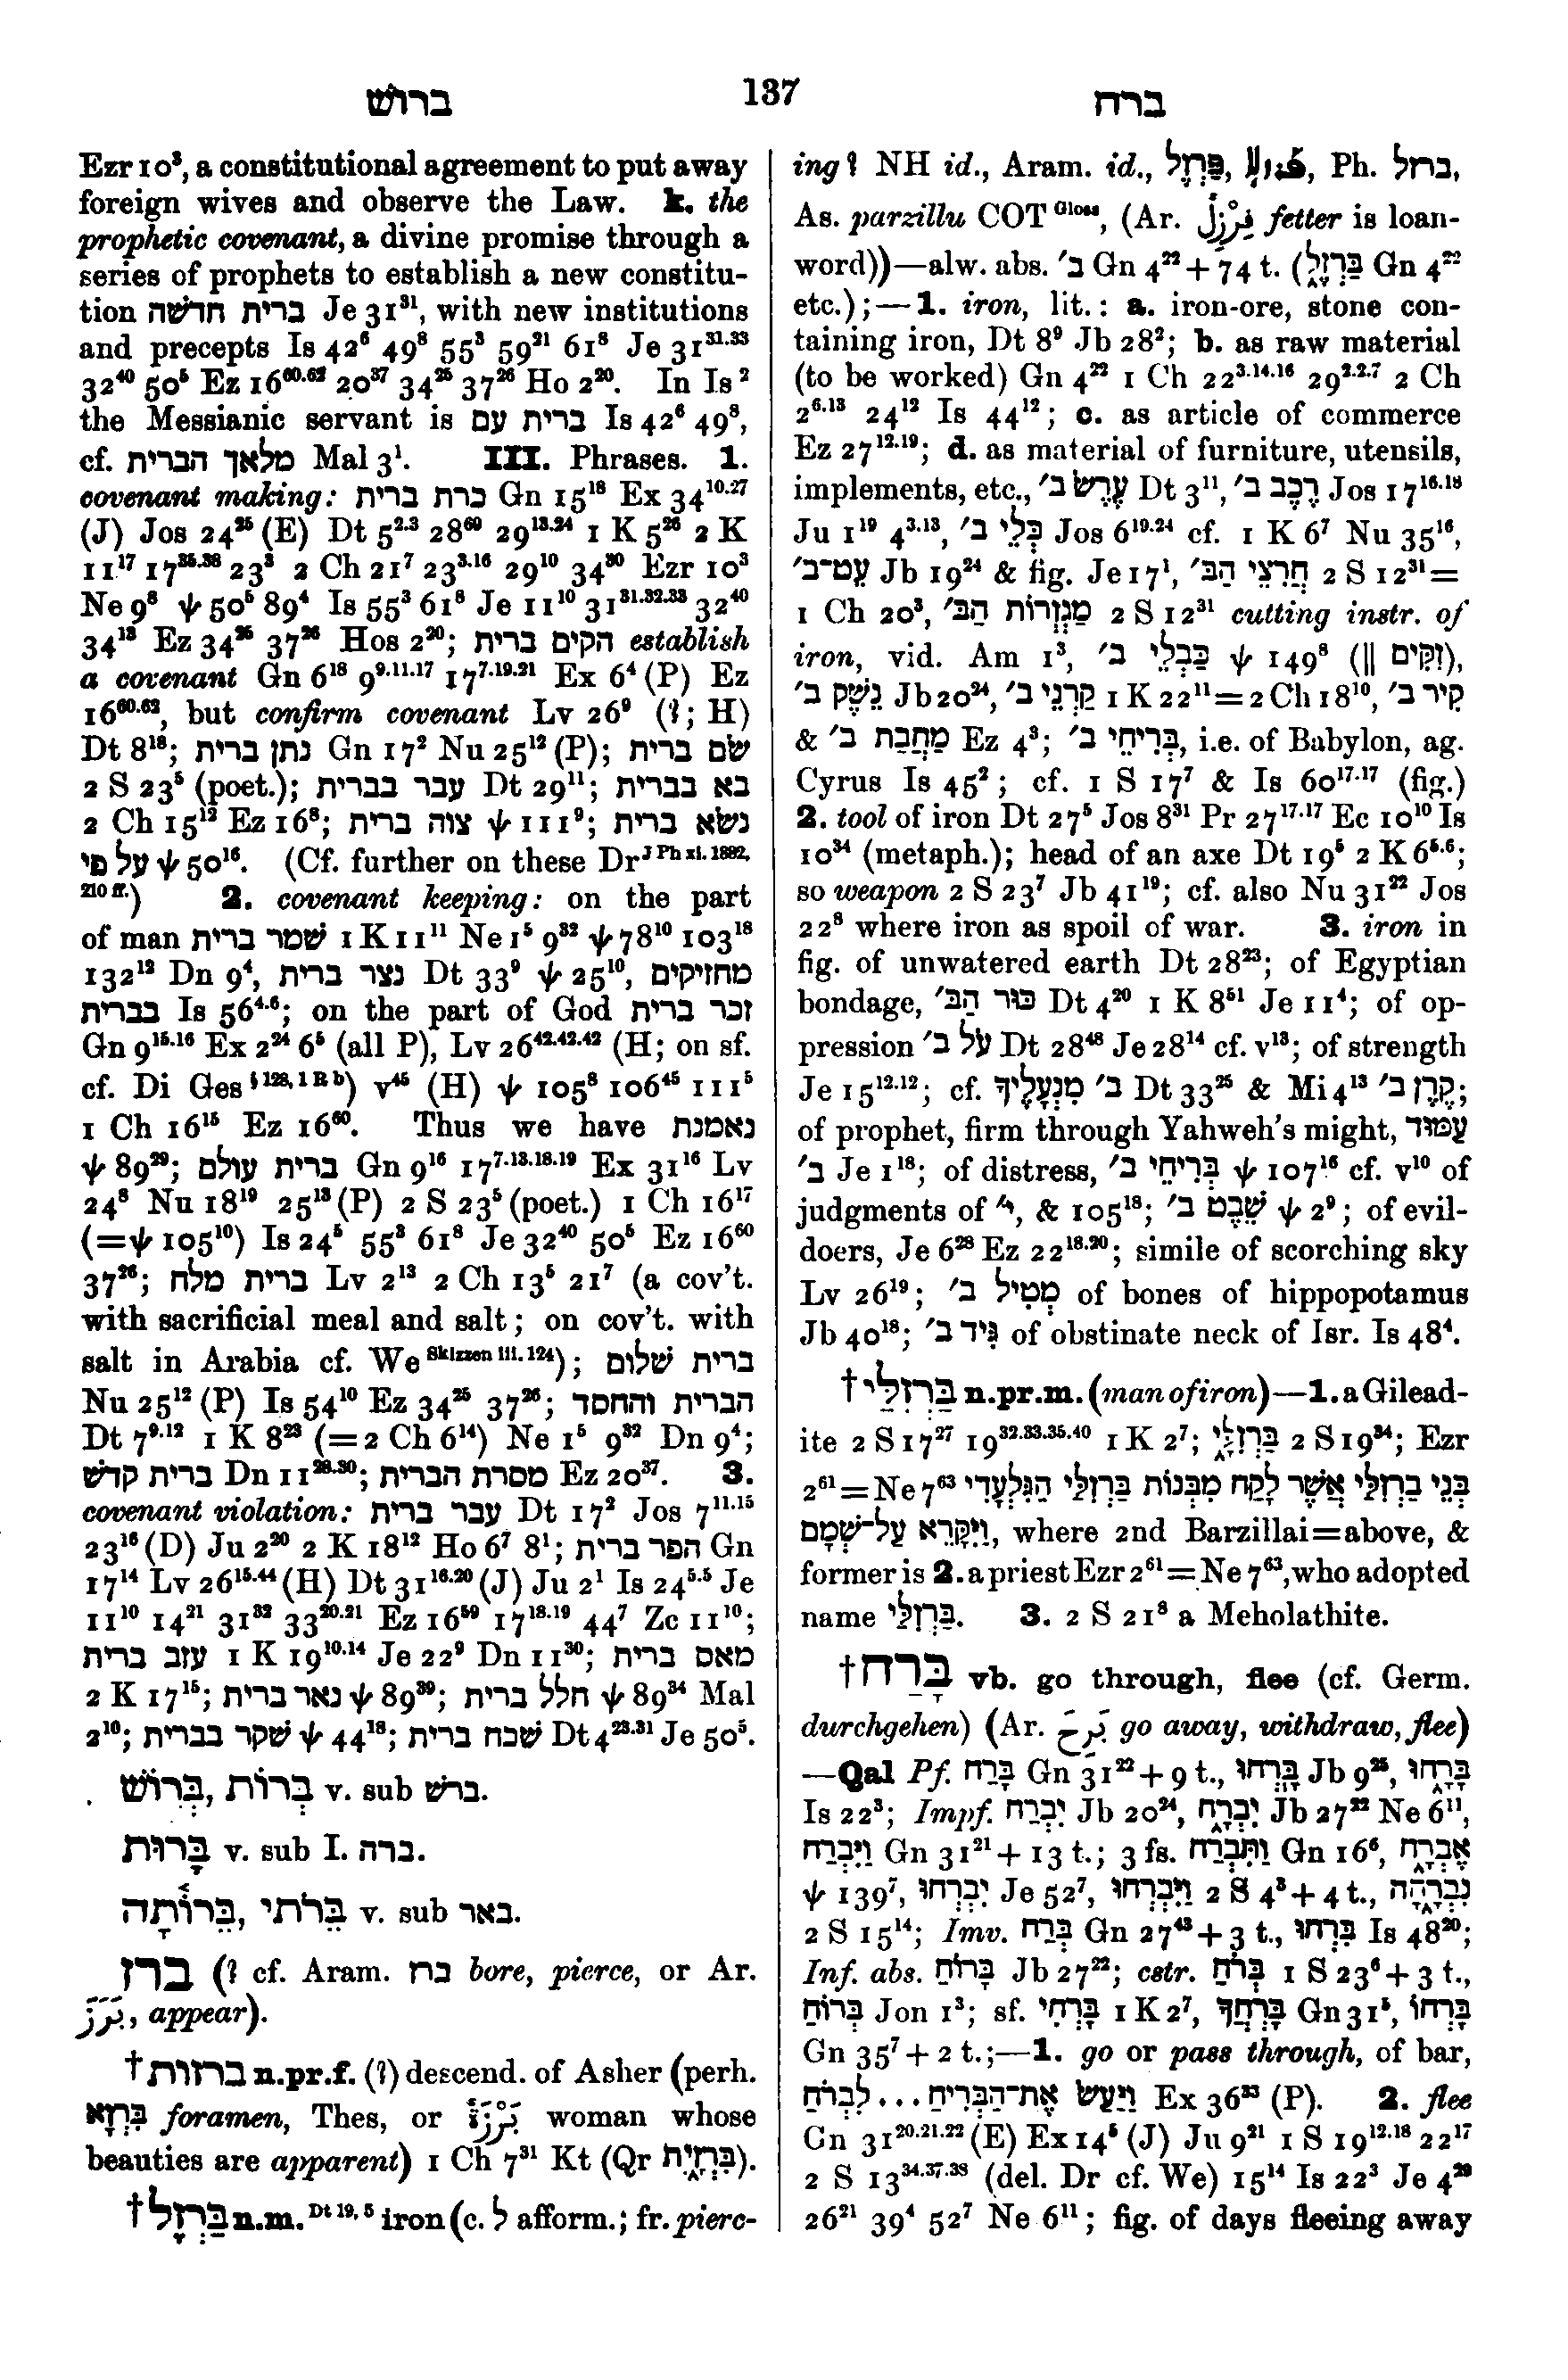 ברוש 137 ברח
Ezr 10³, a constitutional agreement to put away
foreign wives and observe the Law. k. the
prophetic covenant, a divine promise through a
series of prophets to establish a new constitu-
tion ברית חדשה Je 31³¹, with new institutions
and precepts Is 42⁶ 49⁸ 55³ 59²¹ 61⁸ Je 31³¹·³³
32⁴⁰ 50⁵ Ez 16⁶⁰·⁶² 20³⁷ 34²⁵ 37²⁶ Ho 2²⁰. In Is²
the Messianic servant is ברית עם Is 42⁶ 49⁸,
cf. מלאך הברית Mal 3¹. III. Phrases. 1.
covenant making: כרת ברית Gn 15¹⁸ Ex 34¹⁰·²⁷
(J) Jos 24²⁵ (E) Dt 5²·³ 28⁶⁹ 29¹³·²⁴ 1 K 5²⁶ 2 K
11¹⁷ 17³⁵·³⁸ 23³ 2 Ch 21⁷ 23³·¹⁶ 29¹⁰ 34³⁰ Ezr 10³
Ne 9⁸ ψ 50⁵ 89⁴ Is 55³ 61⁸ Je 11¹⁰ 31³¹·³²·³³ 32⁴⁰
34¹³ Ez 34²⁵ 37²⁶ Hos 2²⁰; הקים ברית establish
a covenant Gn 6¹⁸ 9⁹·¹¹·¹⁷ 17⁷·¹⁹·²¹ Ex 6⁴ (P) Ez
16⁶⁰·⁶², but confirm covenant Lv 26⁹ (?; H)
Dt 8¹⁸; נתן ברית Gn 17² Nu 25¹² (P); שׂם ברית
2 S 23⁵ (poet.); עבר בברית Dt 29¹¹; בא בברית
2 Ch 15¹² Ez 16⁸; צוה ברית ψ 111⁹; נשׂא ברית
על פי ψ 50¹⁶. (Cf. further on these Dr J Ph xi. 1882,
210 ff.) 2. covenant keeping: on the part
of man שׁמר ברית 1 K 11¹¹ Ne 1⁵ 9³² ψ 78¹⁰ 103¹⁸
132¹² Dn 9⁴, נצר ברית Dt 33⁹ ψ 25¹⁰, מחזיקים
בברית Is 56⁴·⁶; on the part of God זכר ברית
Gn 9¹⁵·¹⁶ Ex 2²⁴ 6⁵ (all P), Lv 26⁴²·⁴²·⁴² (H; on sf.
cf. Di Ges § 128, 1 R b) v⁴⁵ (H) ψ 105⁸ 106⁴⁵ 111⁵
1 Ch 16¹⁵ Ez 16⁶⁰. Thus we have נאמנת
ψ 89²⁹; ברית עולם Gn 9¹⁶ 17⁷·¹³·¹⁸·¹⁹ Ex 31¹⁶ Lv
24⁸ Nu 18¹⁹ 25¹³ (P) 2 S 23⁵ (poet.) 1 Ch 16¹⁷
(=ψ 105¹⁰) Is 24⁵ 55³ 61⁸ Je 32⁴⁰ 50⁵ Ez 16⁶⁰
37²⁶; ברית מלח Lv 2¹³ 2 Ch 13⁵ 21⁷ (a cov't.
with sacrificial meal and salt; on cov't. with
salt in Arabia cf. We Skizzen iii. 124); ברית שלום
Nu 25¹² (P) Is 54¹⁰ Ez 34²⁵ 37²⁶; הברית והחסד
Dt 7⁹·¹² 1 K 8²³ (=2 Ch 6¹⁴) Ne 1⁵ 9³² Dn 9⁴;
ברית קדשׁ Dn 11²⁸·³⁰; מסרת הברית Ez 20³⁷. 3.
covenant violation: עבר ברית Dt 17² Jos 7¹¹·¹⁵
23¹⁶ (D) Ju 2²⁰ 2 K 18¹² Ho 6⁷ 8¹; הפר ברית Gn
17¹⁴ Lv 26¹⁵·⁴⁴ (H) Dt 31¹⁶·²⁰ (J) Ju 2¹ Is 24⁵·⁵ Je
11¹⁰ 14²¹ 31³² 33²⁰·²¹ Ez 16⁵⁹ 17¹⁸·¹⁹ 44⁷ Zc 11¹⁰;
עזב ברית 1 K 19¹⁰·¹⁴ Je 22⁹ Dn 11³⁰; מאס ברית
2 K 17¹⁵; נאר ברית ψ 89³⁹; חלל ברית ψ 89³⁴ Mal
2¹⁰; שׁקר בברית ψ 44¹⁸; שׁכח ברית Dt 4²³·³¹ Je 50⁵.
בְּרוֹשׁ, בְּרוֹת v. sub ברשׁ.
בָּרוּת v. sub I. ברה.
בֵּרוֹתָה, בֵּרֹתִי v. sub באר.
ברז (? cf. Aram. ברז bore, pierce, or Ar.
بَرَزَ, appear).
†ברזות n.pr.f. (?) descend. of Asher (perh.
בִּרְזָא foramen, Thes, or بَرْزَةٌ woman whose
beauties are apparent) 1 Ch 7³¹ Kt (Qr בִּרְזָיִת).
†בַּרְזֶל n.m. Dt 19, 5 iron (c. ל afform.; fr. pierc-
ing? NH id., Aram. id., פַּרְזֶל, ܦܪܙܠܐ, Ph. ברזל,
As. parzillu COT Gloss, (Ar. فِرْزِلٌ fetter is loan-
word))—alw. abs. ב׳ Gn 4²²+74 t. (בַּרְזֶל Gn 4²²
etc.);—1. iron, lit.: a. iron-ore, stone con-
taining iron, Dt 8⁹ Jb 28²; b. as raw material
(to be worked) Gn 4²² 1 Ch 22³·¹⁴·¹⁶ 29²·²·⁷ 2 Ch
2⁶·¹³ 24¹² Is 44¹²; c. as article of commerce
Ez 27¹²·¹⁹; d. as material of furniture, utensils,
implements, etc., עֶרֶשׂ ב׳ Dt 3¹¹, רֶכֶב ב׳ Jos 17¹⁶·¹⁸
Ju 1¹⁹ 4³·¹³, כְּלֵי ב׳ Jos 6¹⁹·²⁴ cf. 1 K 6⁷ Nu 35¹⁶,
עֵט־ב׳ Jb 19²⁴ & fig. Je 17¹, חֲרִצֵי הַבּ׳ 2 S 12³¹=
1 Ch 20³, מַגְזְרוֹת הַבּ׳ 2 S 12³¹ cutting instr. of
iron, vid. Am 1³, כַּבְלֵי ב׳ ψ 149⁸ (‖ זִקִּים),
נֵשֶׁק ב׳ Jb 20²⁴, קַרְנֵי ב׳ 1 K 22¹¹=2 Ch 18¹⁰, קִיר ב׳
& מַחֲבַת ב׳ Ez 4³; בְּרִיחֵי ב׳, i.e. of Babylon, ag.
Cyrus Is 45²; cf. 1 S 17⁷ & Is 60¹⁷·¹⁷ (fig.)
2. tool of iron Dt 27⁵ Jos 8³¹ Pr 27¹⁷·¹⁷ Ec 10¹⁰ Is
10³⁴ (metaph.); head of an axe Dt 19⁵ 2 K 6⁵·⁶;
so weapon 2 S 23⁷ Jb 41¹⁹; cf. also Nu 31²² Jos
22⁸ where iron as spoil of war. 3. iron in
fig. of unwatered earth Dt 28²³; of Egyptian
bondage, כּוּר הַבּ׳ Dt 4²⁰ 1 K 8⁵¹ Je 11⁴; of op-
pression עֹל ב׳ Dt 28⁴⁸ Je 28¹⁴ cf. v¹³; of strength
Je 15¹²·¹²; cf. ב׳ מִנְעָלֶיךָ Dt 33²⁵ & Mi 4¹³ קֶרֶן ב׳;
of prophet, firm through Yahweh's might, עַמּוּד
ב׳ Je 1¹⁸; of distress, בְּרִיחֵי ב׳ ψ 107¹⁶ cf. v¹⁰ of
judgments of י׳, & 105¹⁸; שֵׁבֶט ב׳ ψ 2⁹; of evil-
doers, Je 6²⁸ Ez 22¹⁸·²⁰; simile of scorching sky
Lv 26¹⁹; מְטִיל ב׳ of bones of hippopotamus
Jb 40¹⁸; גִּיד ב׳ of obstinate neck of Isr. Is 48⁴.
†בַּרְזִלַּי n.pr.m. (man of iron)—1. a Gilead-
ite 2 S 17²⁷ 19³²·³³·³⁵·⁴⁰ 1 K 2⁷; בַּרְזִלָּי 2 S 19³⁴; Ezr
2⁶¹=Ne 7⁶³ בְּנֵי בַרְזִלַּי אֲשֶׁר לָקַח מִבְּנוֹת בַּרְזִלַּי הַגִּלְעָדִי
וַיִּקָּרֵא עַל־שְׁמָם, where 2nd Barzillai=above, &
former is 2. a priest Ezr 2⁶¹=Ne 7⁶³, who adopted
name בַּרְזִלַּי. 3. 2 S 21⁸ a Meholathite.
†בָּרַח vb. go through, flee (cf. Germ.
durchgehen) (Ar. بَرَحَ go away, withdraw, flee)
—Qal Pf. בָּרַח Gn 31²²+9 t., בָּרְחוּ Jb 9²⁵, בָּרָחוּ
Is 22³; Impf. יִבְרַח Jb 20²⁴, יִבְרָח Jb 27²² Ne 6¹¹,
וַיִּבְרַח Gn 31²¹+13 t.; 3 fs. וַתִּבְרַח Gn 16⁶, אֶבְרָח
ψ 139⁷, יִבְרְחוּ Je 52⁷, וַיִּבְרְחוּ 2 S 4³+4 t., נִבְרָחָה
2 S 15¹⁴; Imv. בְּרַח Gn 27⁴³+3 t., בִּרְחוּ Is 48²⁰;
Inf. abs. בָּרוֹחַ Jb 27²²; cstr. בְּרֹחַ 1 S 23⁶+3 t.,
בְּרוֹחַ Jon 1³; sf. בָּרְחִי 1 K 2⁷, בָּרְחֲךָ Gn 31⁵, בָּרְחוֹ
Gn 35⁷+2 t.;—1. go or pass through, of bar,
וַיַּעַשׂ אֶת־הַבְּרִיחַ ... לִבְרֹחַ Ex 36³³ (P). 2. flee
Gn 31²⁰·²¹·²² (E) Ex 14⁵ (J) Ju 9²¹ 1 S 19¹²·¹⁸ 22¹⁷
2 S 13³⁴·³⁷·³⁸ (del. Dr cf. We) 15¹⁴ Is 22³ Je 4²⁹
26²¹ 39⁴ 52⁷ Ne 6¹¹; fig. of days fleeing away